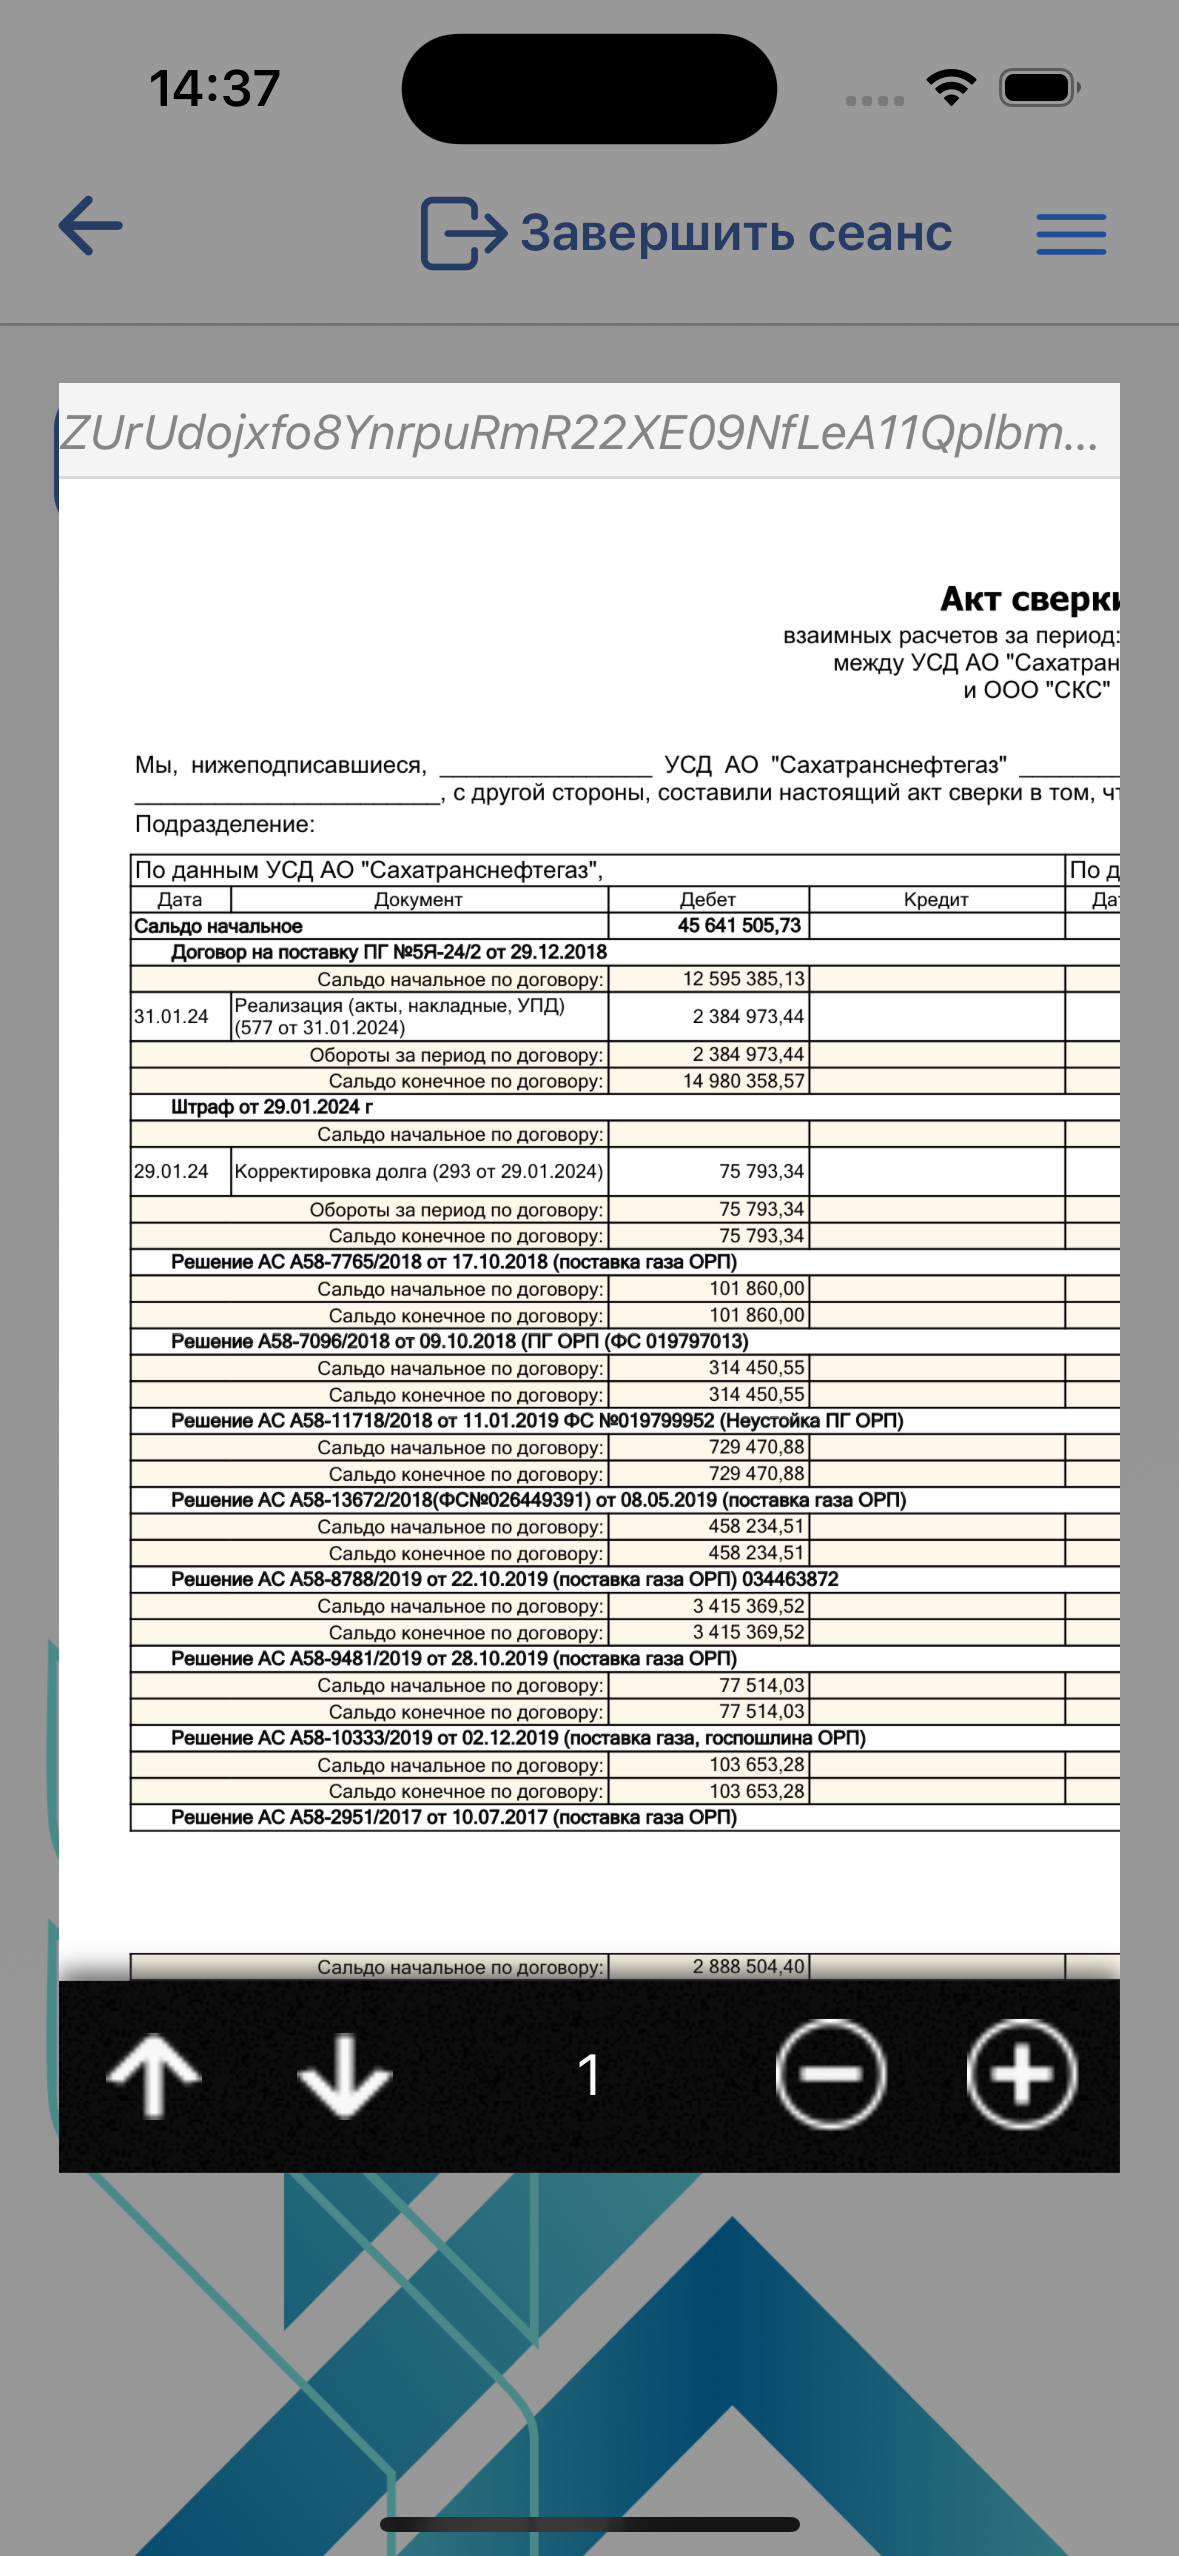 14:37
Завершить сеанс
ZUrUdojxfo8YnrpuRmR22XE09NfLeA11Qplbm...
Акт сверки
взаимных расчетов за период:
между УСД АО "Сахатран
и ООО "СКС"
Мы, нижеподписавшиеся, ________________ УСД АО "Сахатранснефтегаз" ________
_______________________, с другой стороны, составили настоящий акт сверки в том, чт
Подразделение:
По данным УСД АО "Сахатранснефтегаз", По д
Дата Документ Дебет Кредит Да
Сальдо начальное 45 641 505,73
Договор на поставку ПГ №5Я-24/2 от 29.12.2018
Сальдо начальное по договору: 12 595 385,13
31.01.24 Реализация (акты, накладные, УПД) 2 384 973,44
(577 от 31.01.2024)
Обороты за период по договору: 2 384 973,44
Сальдо конечное по договору: 14 980 358,57
Штраф от 29.01.2024 г
Сальдо начальное по договору:
29.01.24 Корректировка долга (293 от 29.01.2024) 75 793,34
Обороты за период по договору: 75 793,34
Сальдо конечное по договору: 75 793,34
Решение АС А58-7765/2018 от 17.10.2018 (поставка газа ОРП)
Сальдо начальное по договору: 101 860,00
Сальдо конечное по договору: 101 860,00
Решение А58-7096/2018 от 09.10.2018 (ПГ ОРП (ФС 019797013)
Сальдо начальное по договору: 314 450,55
Сальдо конечное по договору: 314 450,55
Решение АС А58-11718/2018 от 11.01.2019 ФС №019799952 (Неустойка ПГ ОРП)
Сальдо начальное по договору: 729 470,88
Сальдо конечное по договору: 729 470,88
Решение АС А58-13672/2018(ФС№026449391) от 08.05.2019 (поставка газа ОРП)
Сальдо начальное по договору: 458 234,51
Сальдо конечное по договору: 458 234,51
Решение АС А58-8788/2019 от 22.10.2019 (поставка газа ОРП) 034463872
Сальдо начальное по договору: 3 415 369,52
Сальдо конечное по договору: 3 415 369,52
Решение АС А58-9481/2019 от 28.10.2019 (поставка газа ОРП)
Сальдо начальное по договору: 77 514,03
Сальдо конечное по договору: 77 514,03
Решение АС А58-10333/2019 от 02.12.2019 (поставка газа, госпошлина ОРП)
Сальдо начальное по договору: 103 653,28
Сальдо конечное по договору: 103 653,28
Решение АС А58-2951/2017 от 10.07.2017 (поставка газа ОРП)
Сальдо начальное по договору: 2 888 504,40
1